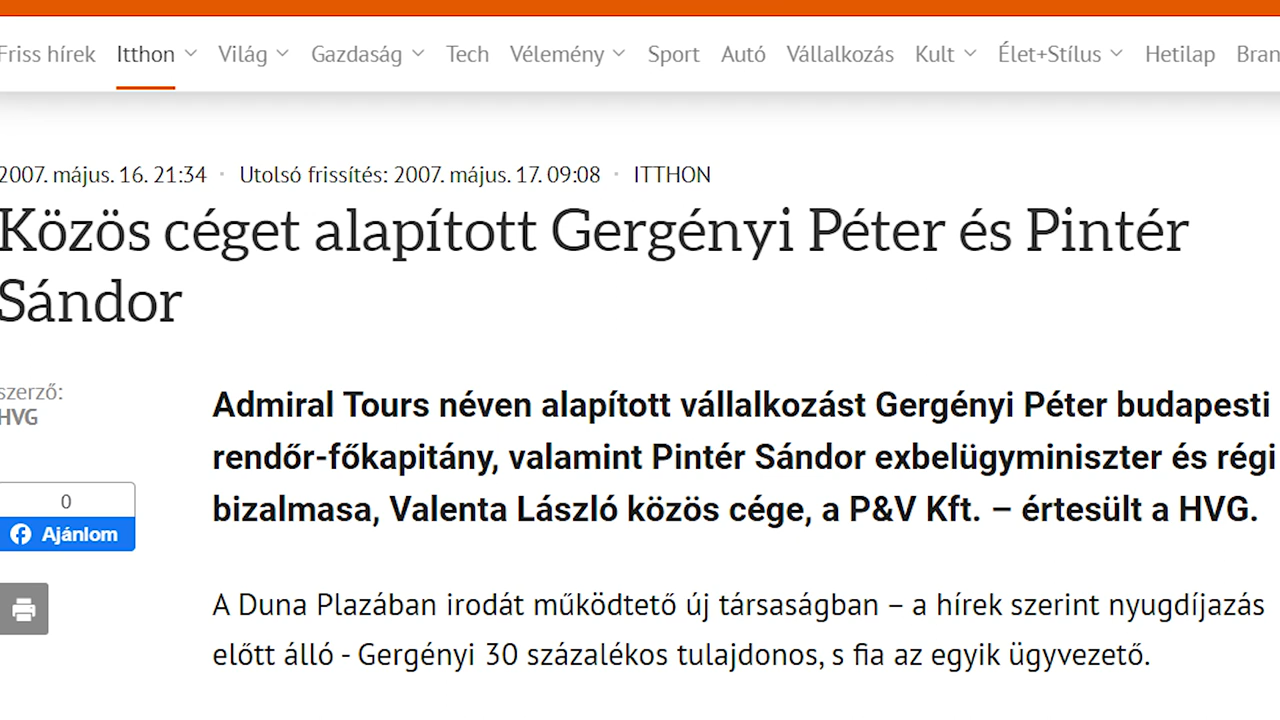 Friss hírek Itthon Világ Gazdaság Tech Vélemény Sport Autó Vállalkozás Kult Élet+Stílus Hetilap Bran
2007. május. 16. 21:34 • Utolsó frissítés: 2007. május. 17. 09:08 • ITTHON
Közös céget alapított Gergényi Péter és Pintér
Sándor
szerző:
HVG
0
Ajánlom
Admiral Tours néven alapított vállalkozást Gergényi Péter budapesti
rendőr-főkapitány, valamint Pintér Sándor exbelügyminiszter és régi
bizalmasa, Valenta László közös cége, a P&V Kft. – értesült a HVG.
A Duna Plazában irodát működtető új társaságban – a hírek szerint nyugdíjazás
előtt álló - Gergényi 30 százalékos tulajdonos, s fia az egyik ügyvezető.